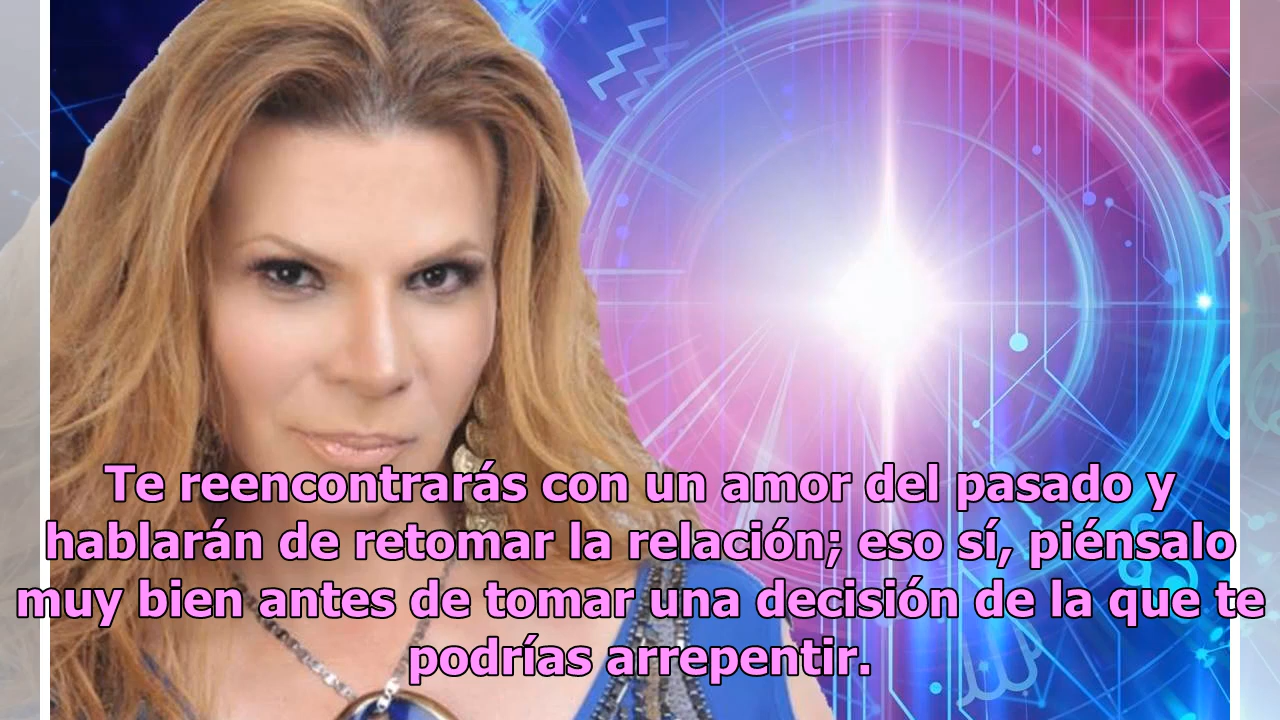 Te reencontrarás con un amor del pasado y
hablarán de retomar la relación; eso sí, piénsalo
muy bien antes de tomar una decisión de la que te
podrías arrepentir.